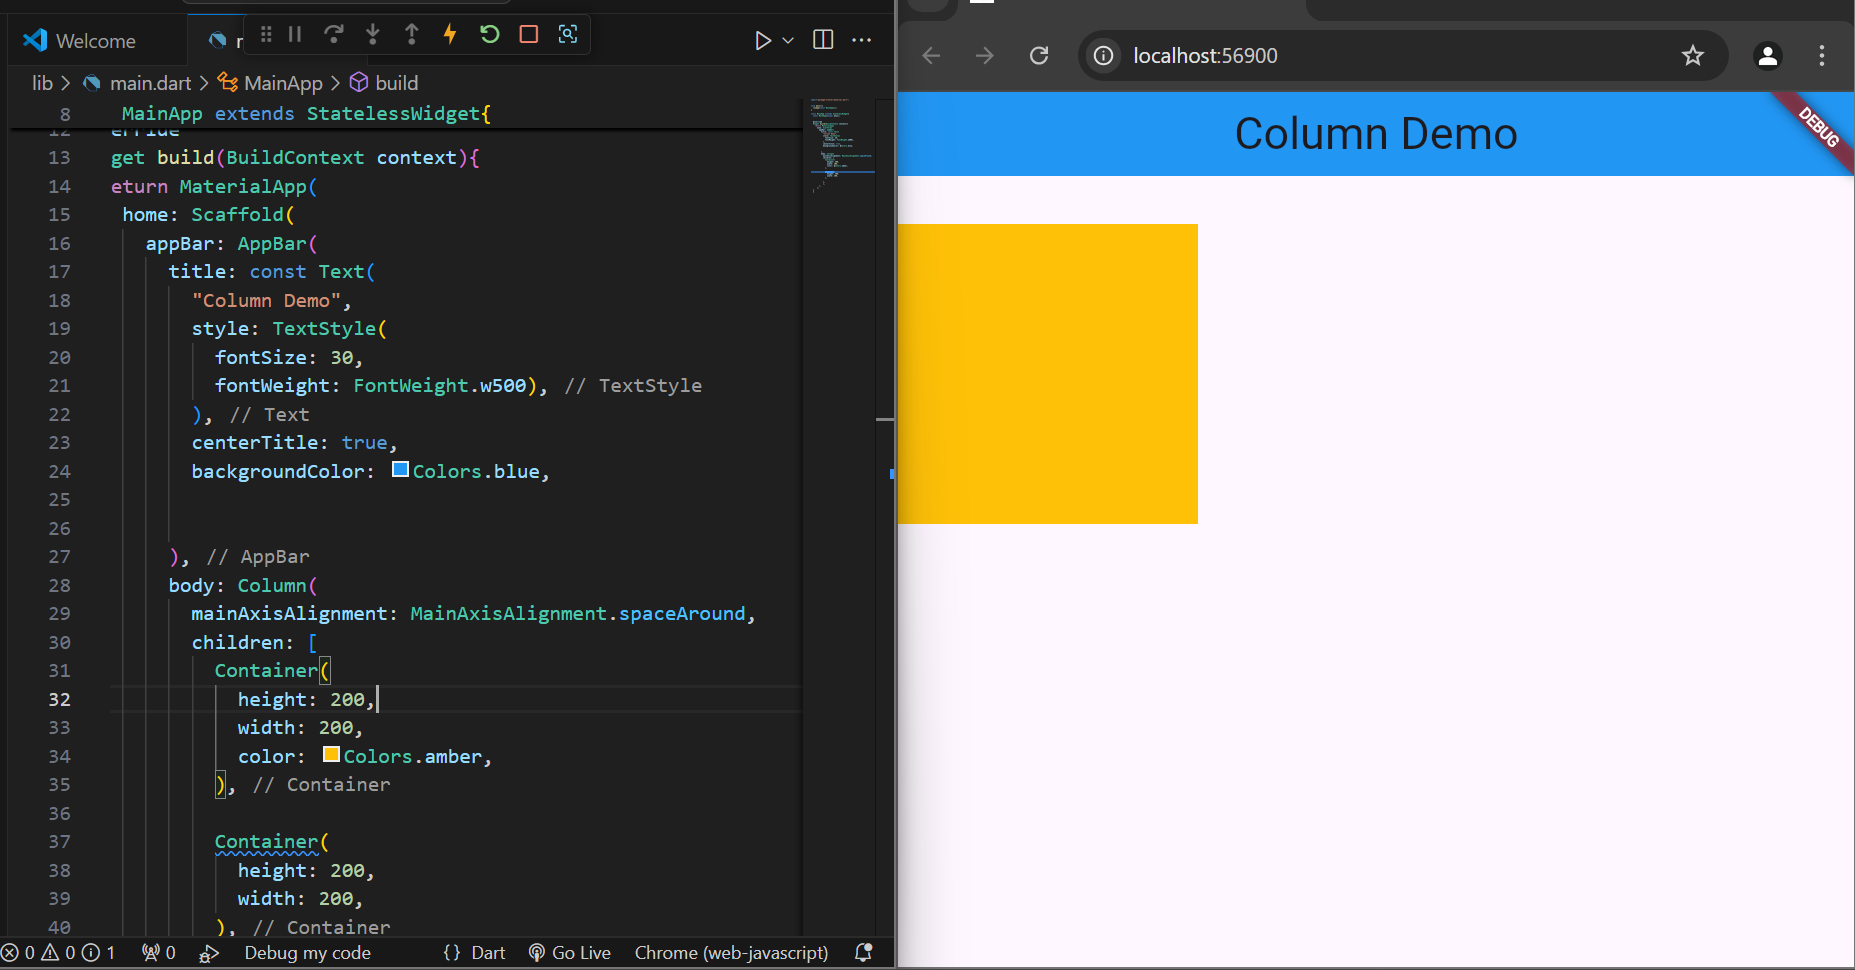 Welcome
lib > main.dart > MainApp > build
8 MainApp extends StatelessWidget{
12 erride
13 get build(BuildContext context){
14 eturn MaterialApp(
15 home: Scaffold(
16 appBar: AppBar(
17 title: const Text(
18 "Column Demo",
19 style: TextStyle(
20 fontSize: 30,
21 fontWeight: FontWeight.w500), // TextStyle
22 ), // Text
23 centerTitle: true,
24 backgroundColor: Colors.blue,
25
26
27 ), // AppBar
28 body: Column(
29 mainAxisAlignment: MainAxisAlignment.spaceAround,
30 children: [
31 Container(
32 height: 200,
33 width: 200,
34 color: Colors.amber,
35 ), // Container
36
37 Container(
38 height: 200,
39 width: 200,
40 ), // Container
0 0 1 0 Debug my code {} Dart Go Live Chrome (web-javascript)
localhost:56900
Column Demo
DEBUG